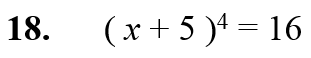 18. ( x + 5 )⁴ = 16